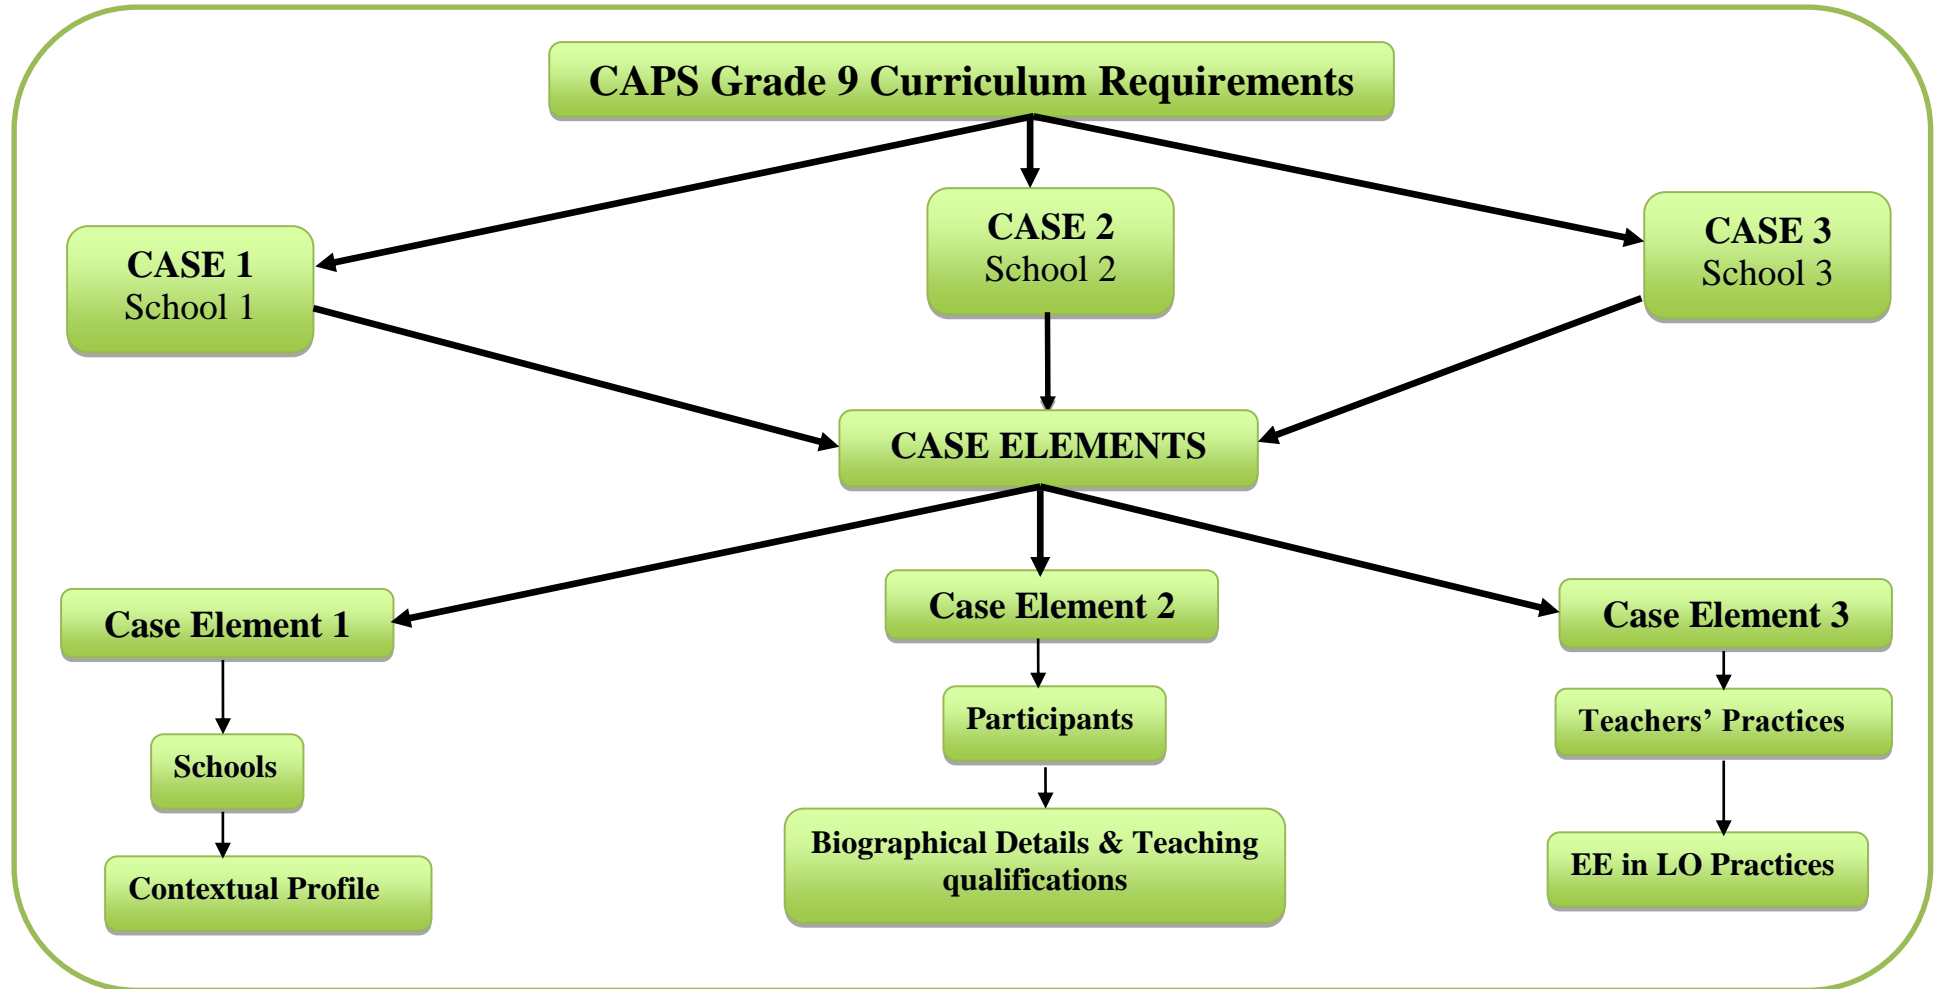 CAPS Grade 9 Curriculum Requirements
CASE 1
School 1
CASE 2
School 2
CASE 3
School 3
CASE ELEMENTS
Case Element 1
Case Element 2
Case Element 3
Schools
Participants
Teachers’ Practices
Contextual Profile
Biographical Details & Teaching
qualifications
EE in LO Practices